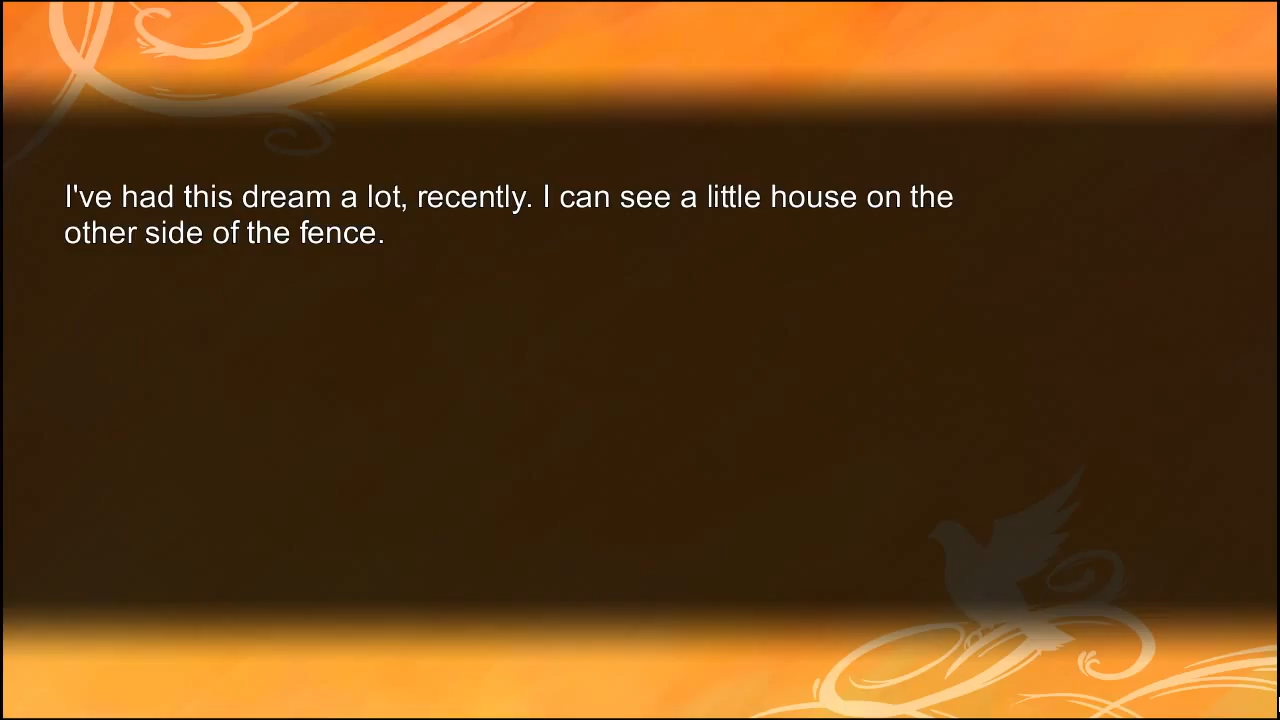 I've had this dream a lot, recently. I can see a little house on the
other side of the fence.